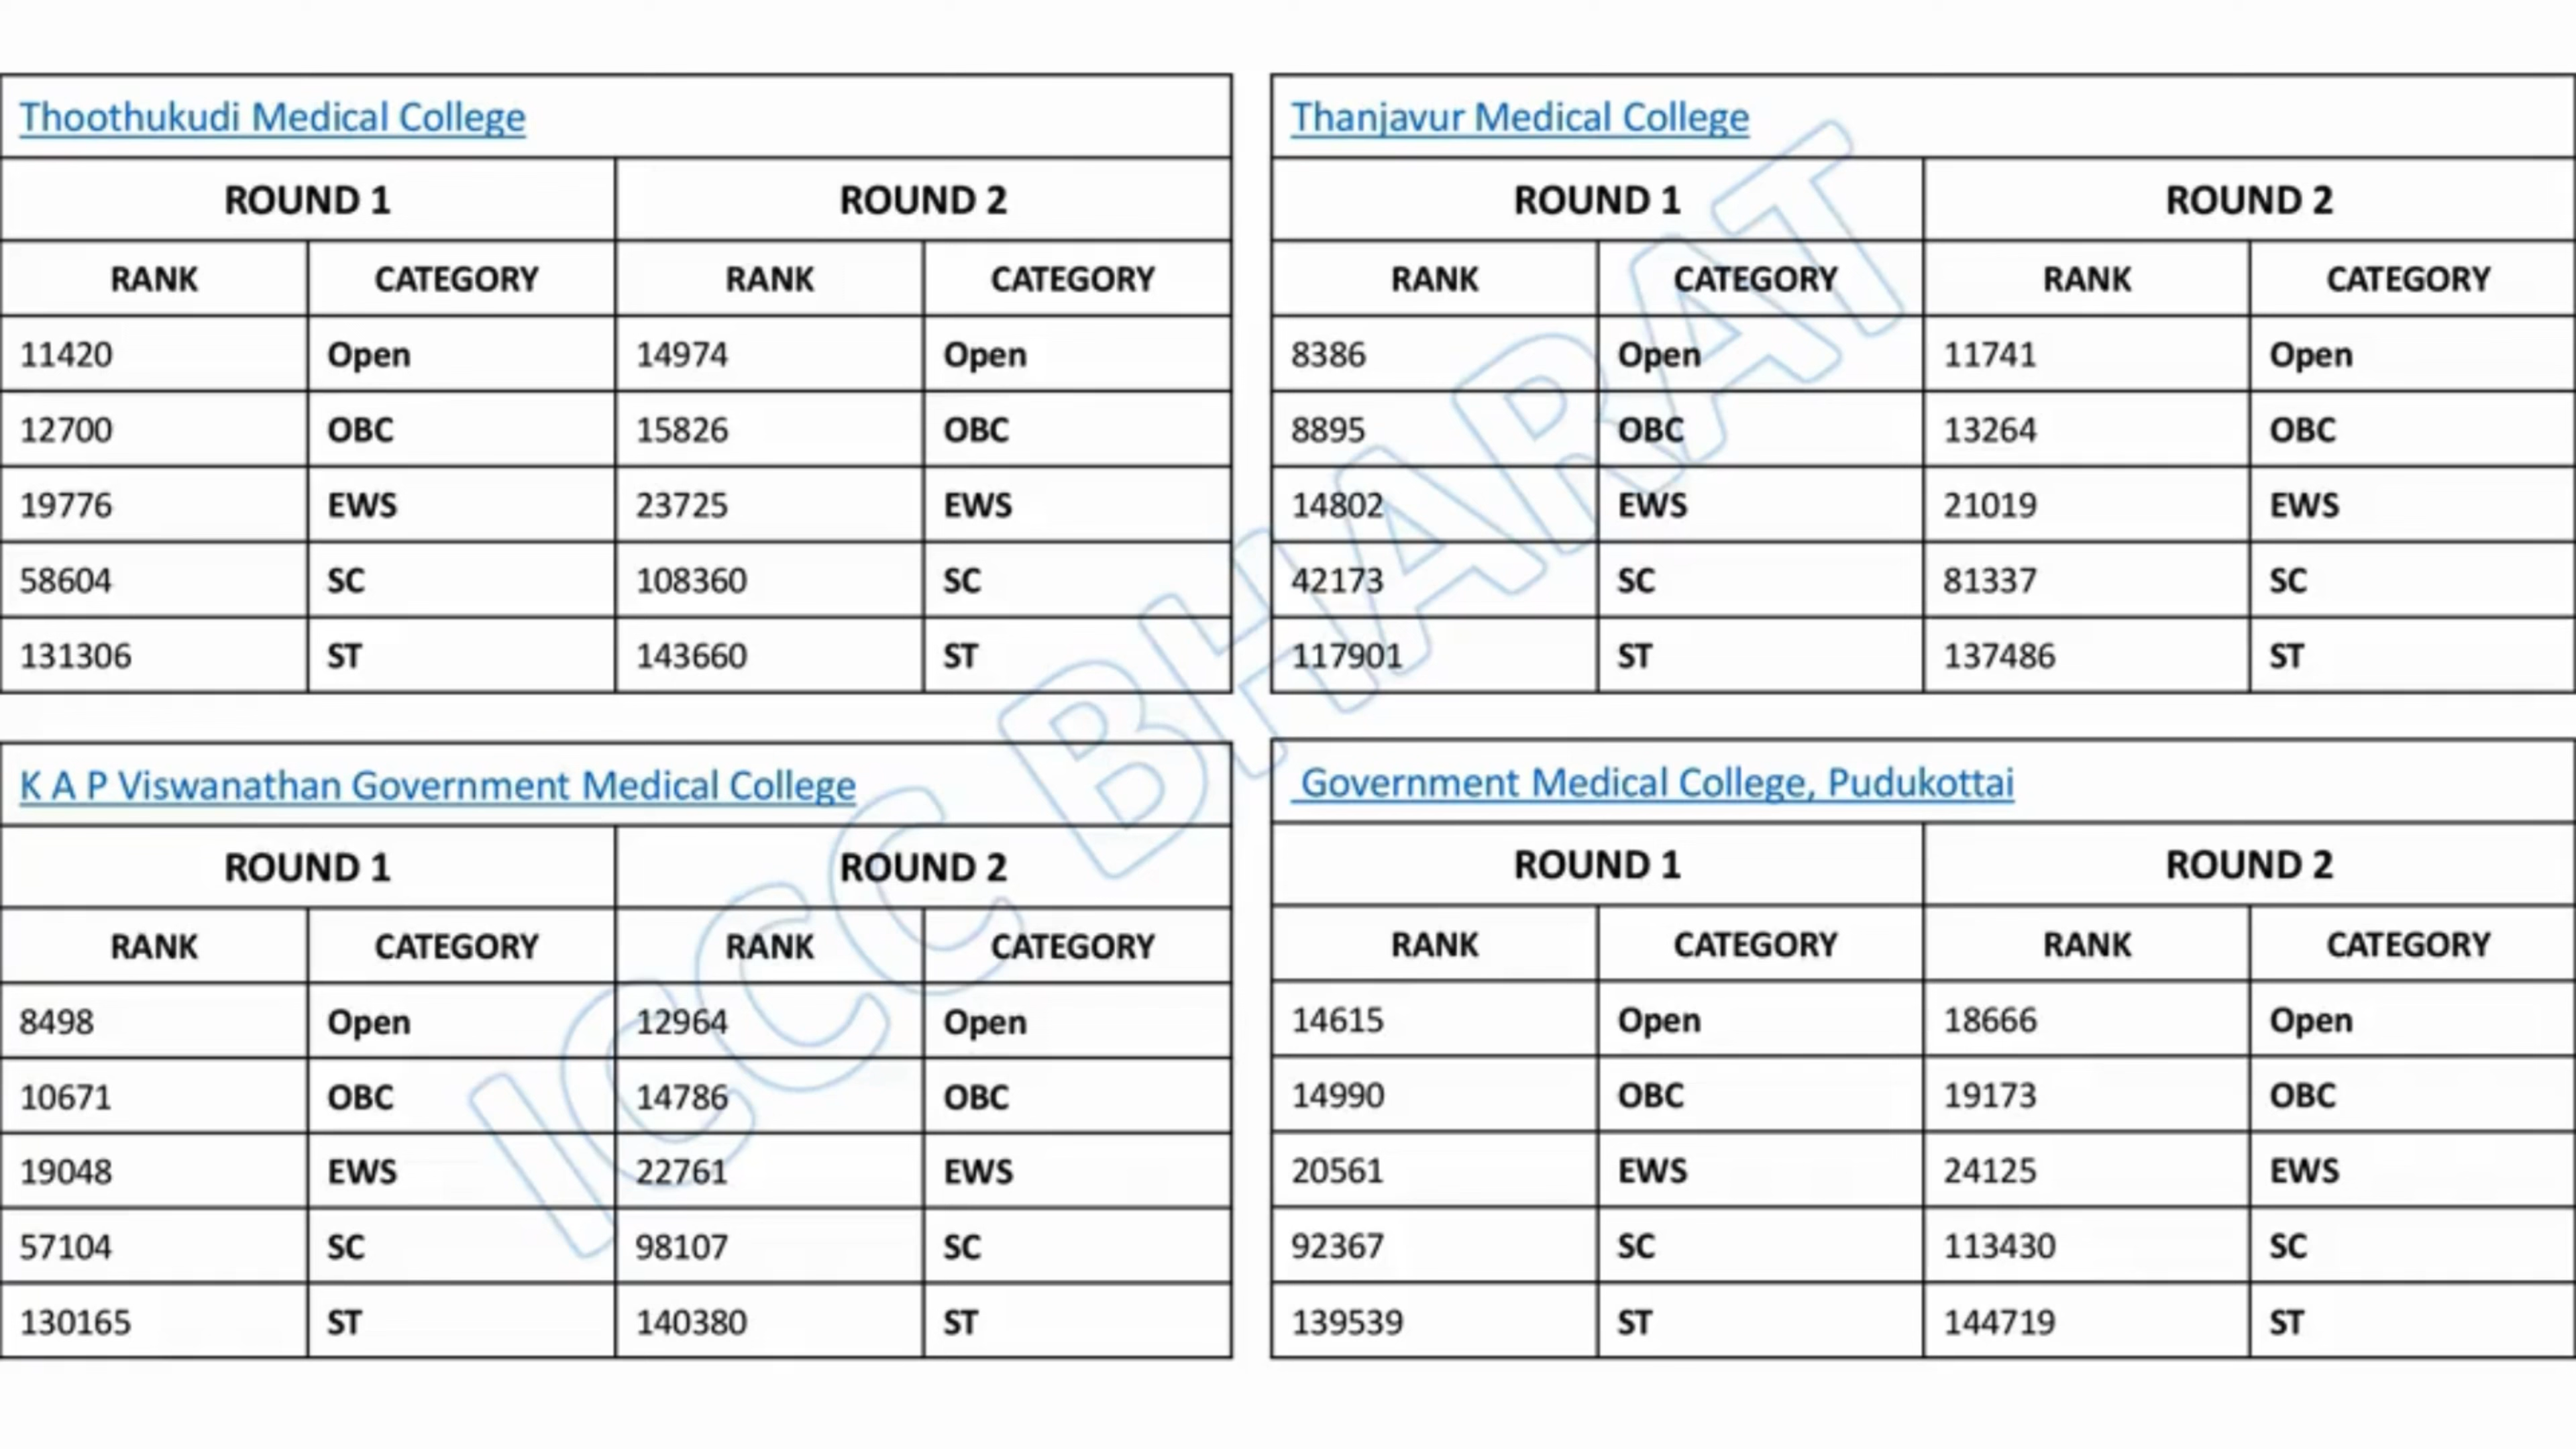 Thoothukudi Medical College
ROUND 1 ROUND 2
RANK CATEGORY RANK CATEGORY
11420 Open 14974 Open
12700 OBC 15826 OBC
19776 EWS 23725 EWS
58604 SC 108360 SC
131306 ST 143660 ST
Thanjavur Medical College
ROUND 1 ROUND 2
RANK CATEGORY RANK CATEGORY
8386 Open 11741 Open
8895 OBC 13264 OBC
14802 EWS 21019 EWS
42173 SC 81337 SC
117901 ST 137486 ST
K A P Viswanathan Government Medical College
ROUND 1 ROUND 2
RANK CATEGORY RANK CATEGORY
8498 Open 12964 Open
10671 OBC 14786 OBC
19048 EWS 22761 EWS
57104 SC 98107 SC
130165 ST 140380 ST
Government Medical College, Pudukottai
ROUND 1 ROUND 2
RANK CATEGORY RANK CATEGORY
14615 Open 18666 Open
14990 OBC 19173 OBC
20561 EWS 24125 EWS
92367 SC 113430 SC
139539 ST 144719 ST
ICCC BHARAT